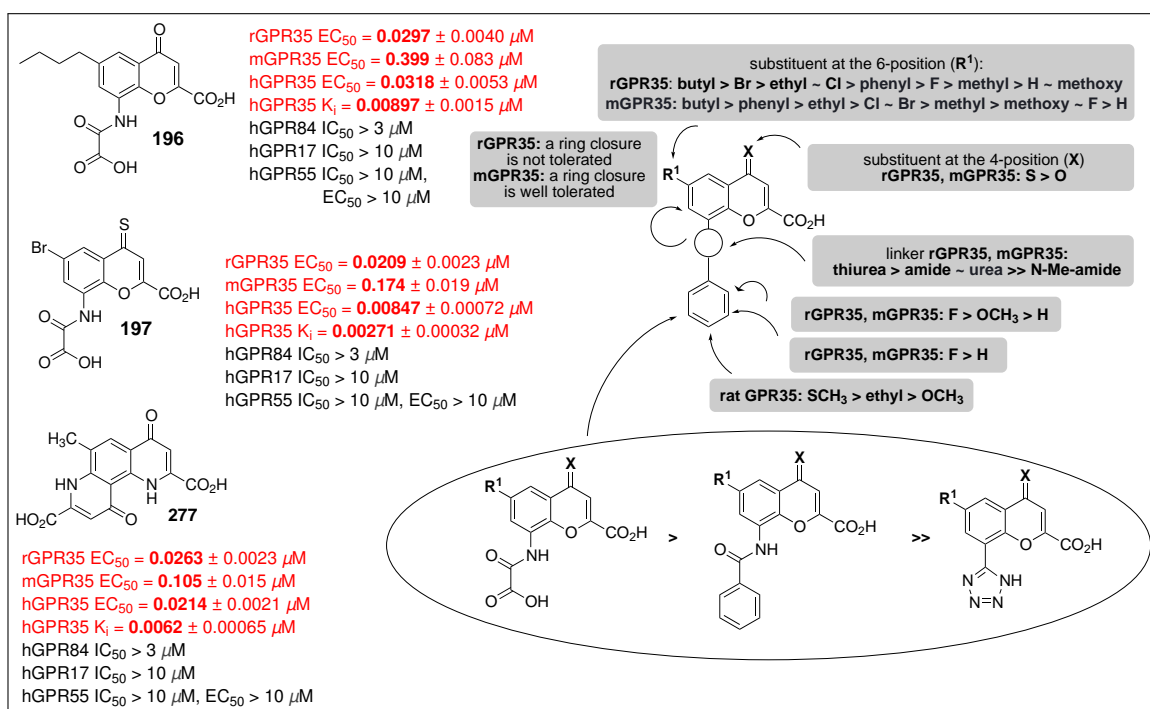 rGPR35 EC50 = 0.0297 ± 0.0040 μM
mGPR35 EC50 = 0.399 ± 0.083 μM
hGPR35 EC50 = 0.0318 ± 0.0053 μM
hGPR35 Ki = 0.00897 ± 0.0015 μM
hGPR84 IC50 > 3 μM
hGPR17 IC50 > 10 μM
hGPR55 IC50 > 10 μM,
EC50 > 10 μM
O
O
CO2H
NH
O
O
OH
196
Br
S
O
CO2H
NH
O
O
OH
197
rGPR35 EC50 = 0.0209 ± 0.0023 μM
mGPR35 EC50 = 0.174 ± 0.019 μM
hGPR35 EC50 = 0.00847 ± 0.00072 μM
hGPR35 Ki = 0.00271 ± 0.00032 μM
hGPR84 IC50 > 3 μM
hGPR17 IC50 > 10 μM
hGPR55 IC50 > 10 μM, EC50 > 10 μM
H3C
O
NH
N
H
CO2H
HO2C
O
277
rGPR35 EC50 = 0.0263 ± 0.0023 μM
mGPR35 EC50 = 0.105 ± 0.015 μM
hGPR35 EC50 = 0.0214 ± 0.0021 μM
hGPR35 Ki = 0.0062 ± 0.00065 μM
hGPR84 IC50 > 3 μM
hGPR17 IC50 > 10 μM
hGPR55 IC50 > 10 μM, EC50 > 10 μM
substituent at the 6-position (R1):
rGPR35: butyl > Br > ethyl ~ Cl > phenyl > F > methyl > H ~ methoxy
mGPR35: butyl > phenyl > ethyl > Cl ~ Br > methyl > methoxy ~ F > H
rGPR35: a ring closure
is not tolerated
mGPR35: a ring closure
is well tolerated
X
R1
O
CO2H
substituent at the 4-position (X)
rGPR35, mGPR35: S > O
linker rGPR35, mGPR35:
thiurea > amide ~ urea >> N-Me-amide
rGPR35, mGPR35: F > OCH3 > H
rGPR35, mGPR35: F > H
rat GPR35: SCH3 > ethyl > OCH3
X
R1
O
CO2H
NH
O
O
OH
>
X
R1
O
CO2H
NH
O
>>
X
R1
O
CO2H
N
NH
N
N